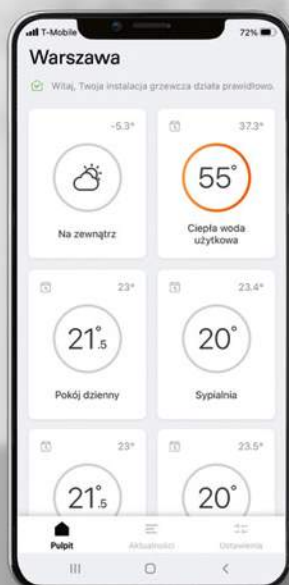 T-Mobile
72%
Warszawa
Witaj, Twoja instalacja grzewcza działa prawidłowo.
-5.3°
37.3°
55°
Na zewnątrz
Ciepła woda
użytkowa
23°
23.4°
21°.5
20°
Pokój dzienny
Sypialnia
23°
23.5°
21°.5
20°
Pulpit
Aktualności
Ustawienia